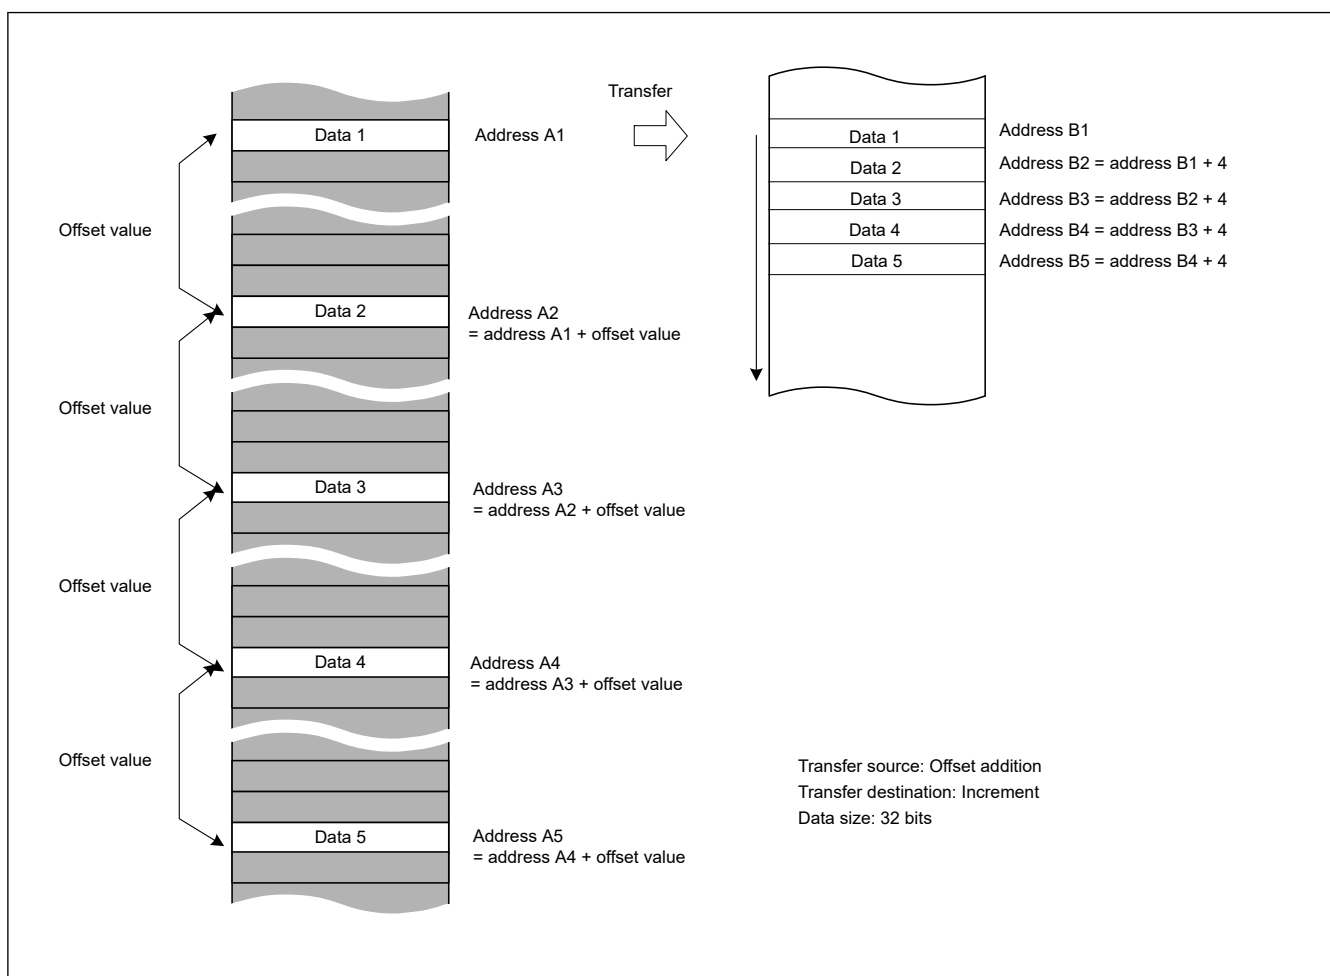 Transfer
Data 1
Address A1
Offset value
Data 2
Address A2
= address A1 + offset value
Offset value
Data 3
Address A3
= address A2 + offset value
Offset value
Data 4
Address A4
= address A3 + offset value
Offset value
Data 5
Address A5
= address A4 + offset value
Data 1
Address B1
Data 2
Address B2 = address B1 + 4
Data 3
Address B3 = address B2 + 4
Data 4
Address B4 = address B3 + 4
Data 5
Address B5 = address B4 + 4
Transfer source: Offset addition
Transfer destination: Increment
Data size: 32 bits